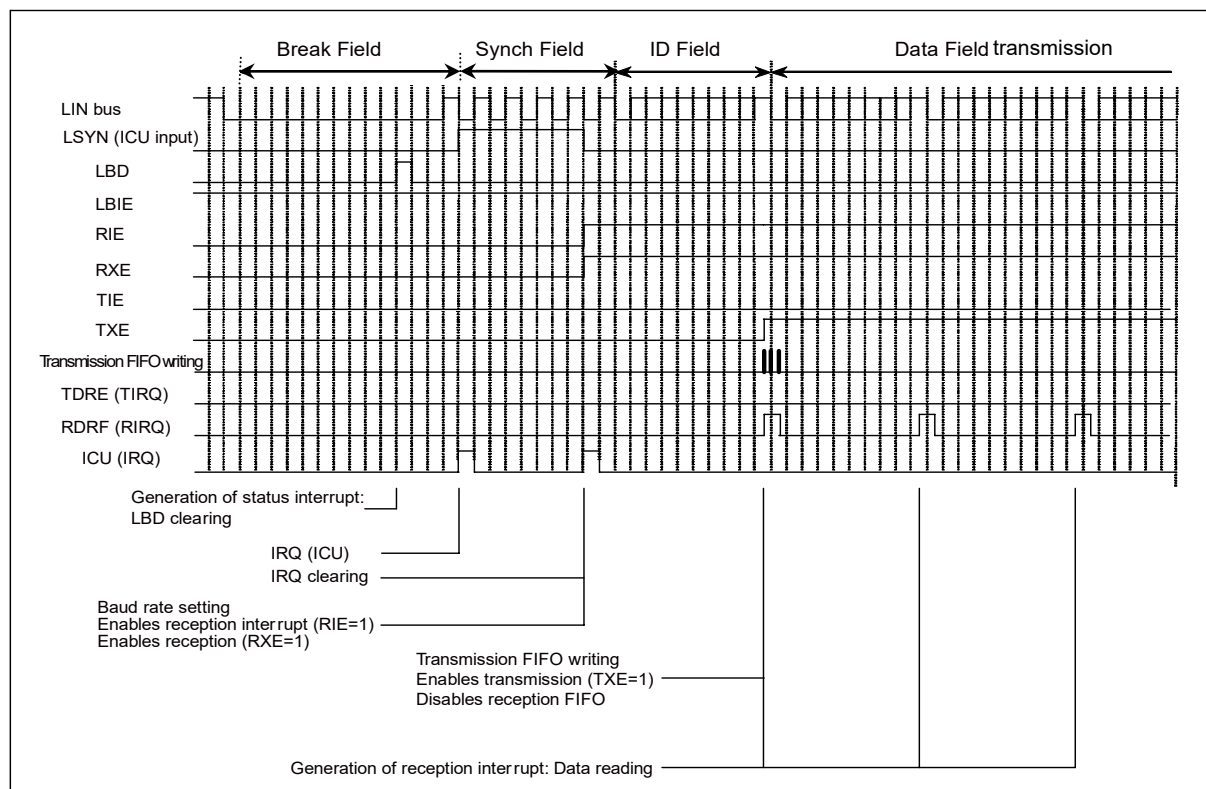 Break Field Synch Field ID Field Data Field transmission
LIN bus
LSYN (ICU input)
LBD
LBIE
RIE
RXE
TIE
TXE
Transmission FIFO writing
TDRE (TIRQ)
RDRF (RIRQ)
ICU (IRQ)
Generation of status interrupt:
LBD clearing
IRQ (ICU)
IRQ clearing
Baud rate setting
Enables reception interrupt (RIE=1)
Enables reception (RXE=1)
Transmission FIFO writing
Enables transmission (TXE=1)
Disables reception FIFO
Generation of reception interrupt: Data reading